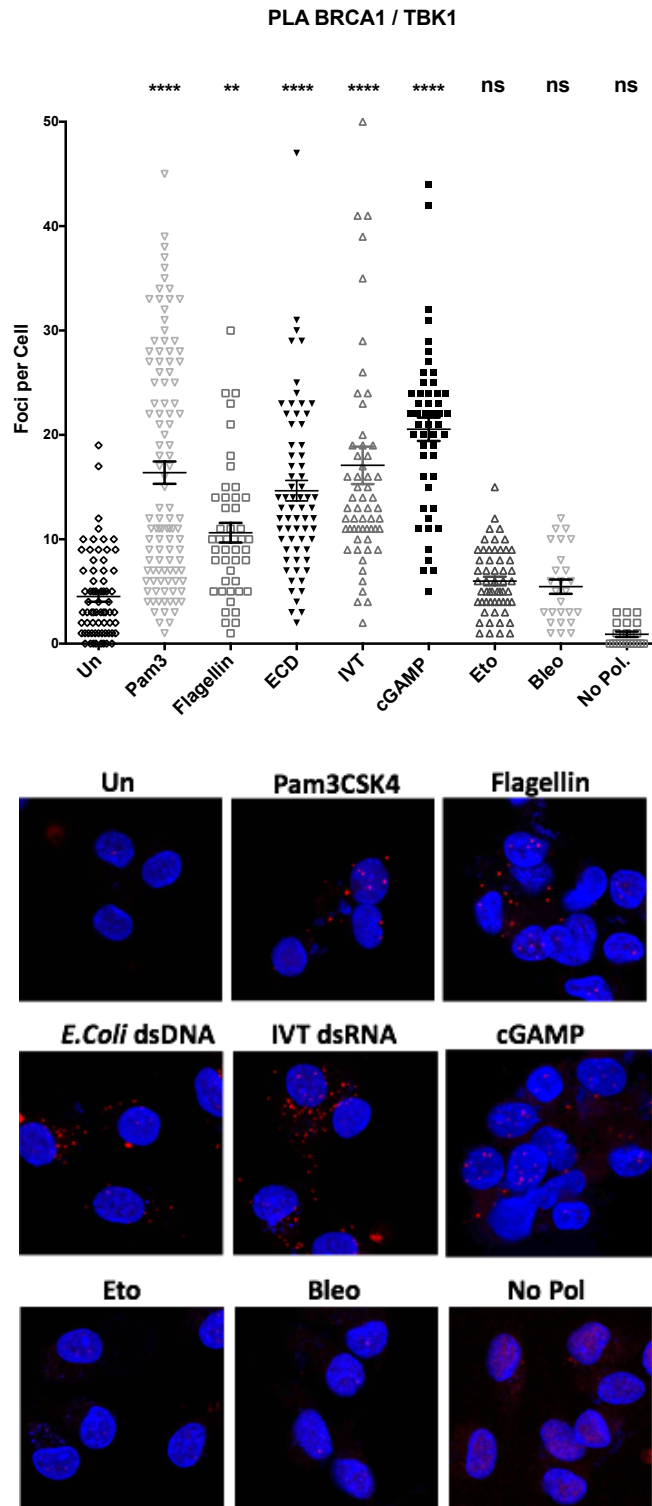 PLA BRCA1 / TBK1
**** ** **** **** **** ns ns ns
50
40
30
20
10
0
Foci per Cell
Un Pam3 Flagellin ECD IVT cGAMP Eto Bleo No Pol.
Un Pam3CSK4 Flagellin
E.Coli dsDNA IVT dsRNA cGAMP
Eto Bleo No Pol